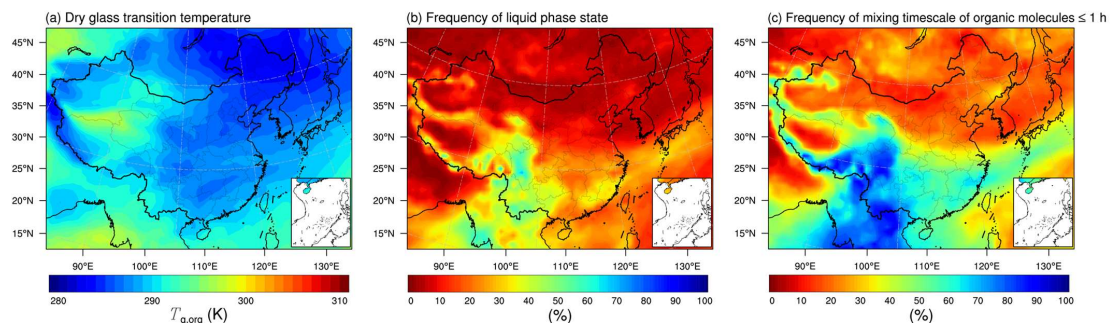 (a) Dry glass transition temperature
(b) Frequency of liquid phase state
(c) Frequency of mixing timescale of organic molecules ≤ 1 h
45°N
40°N
35°N
30°N
25°N
20°N
15°N
90°E 100°E 110°E 120°E
45°N
40°N
35°N
30°N
25°N
20°N
15°N
90°E 100°E 110°E 120°E 130°E
45°N
40°N
35°N
30°N
25°N
20°N
15°N
90°E 100°E 110°E 120°E 130°E
279 290 300 310
T g,org (K)
0 10 20 30 40 50 60 70 80 90 100
(%)
0 10 20 30 40 50 60 70 80 90 100
(%)